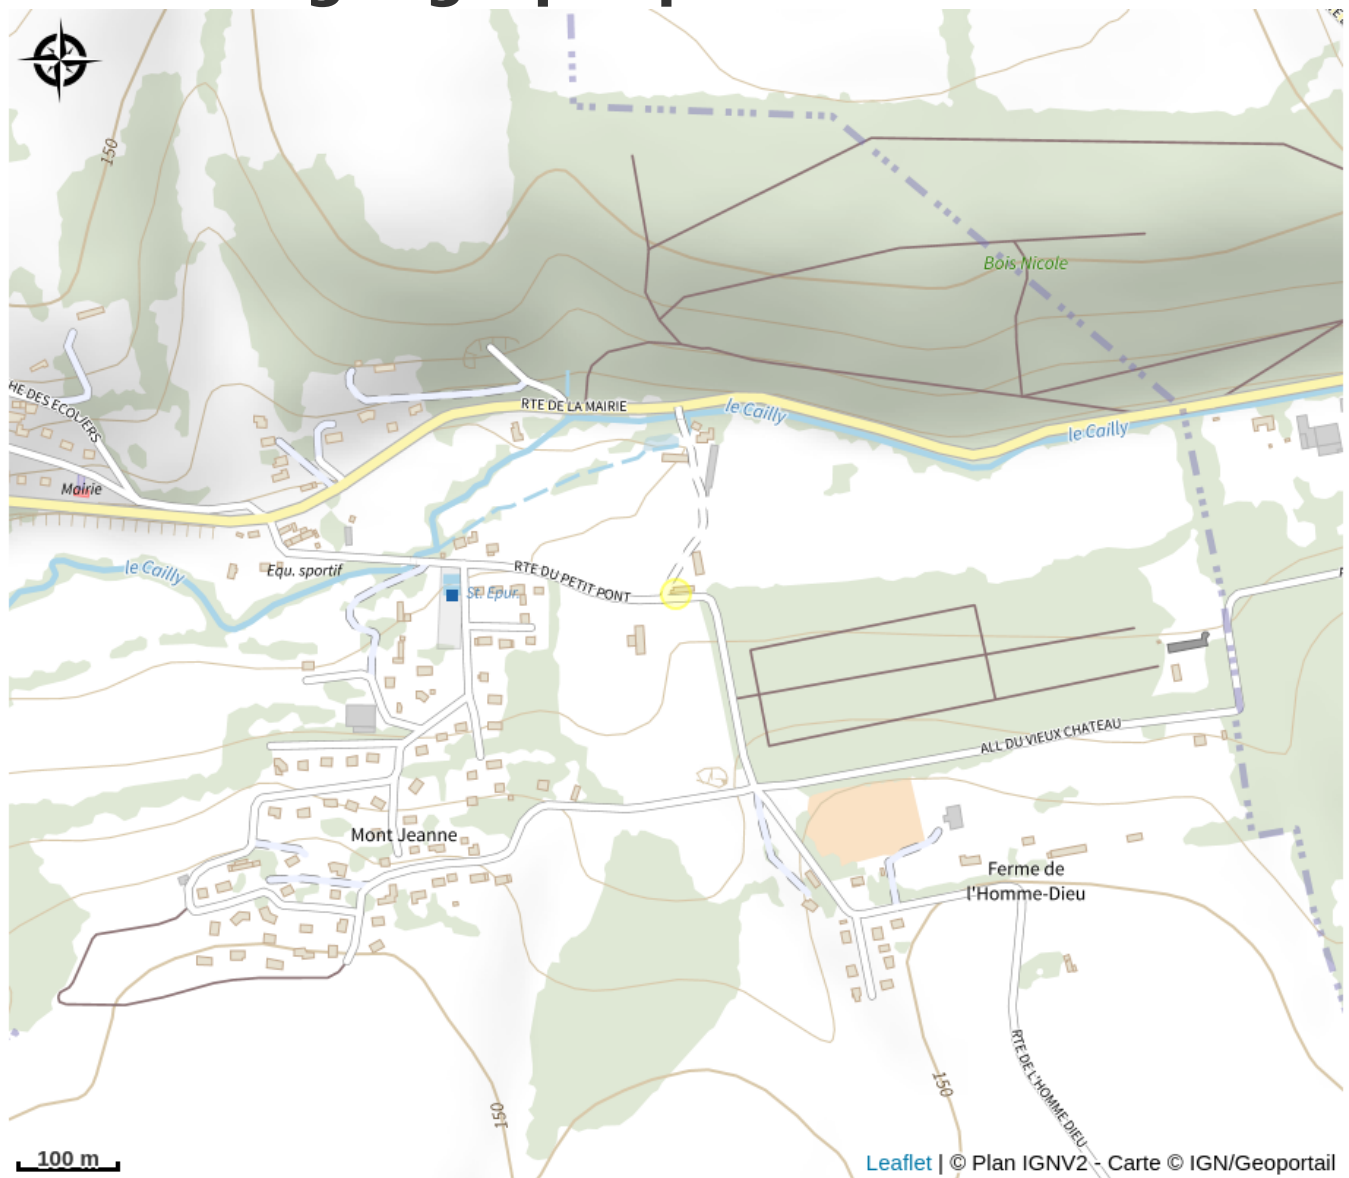 150
Bois Nicole
RTE DE LA MAIRIE
le Cailly
le Cailly
HE DES ECOLIERS
Mairie
le Cailly
Equ. sportif
RTE DU PETIT PONT
St. Epur.
ALL DU VIEUX CHATEAU
Mont Jeanne
Ferme de
l'Homme-Dieu
RTE DE L'HOMME-DIEU
150
150
100 m
Leaflet | © Plan IGNV2 - Carte © IGN/Geoportail